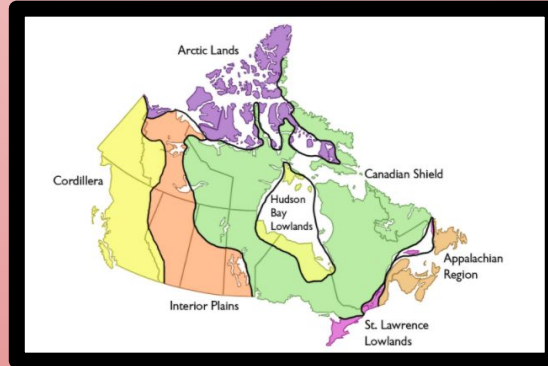 Arctic Lands
Cordillera
Canadian Shield
Hudson
Bay
Lowlands
Appalachian
Region
Interior Plains
St. Lawrence
Lowlands